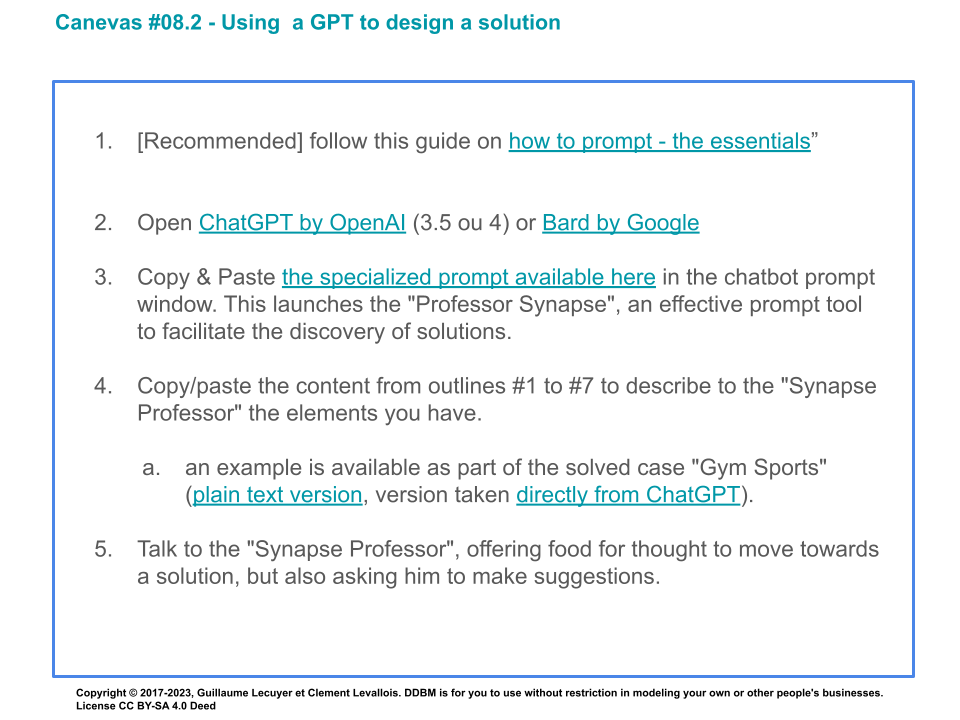 Canevas #08.2 - Using  a GPT to design a solution
1. [Recommended] follow this guide on how to prompt - the essentials”
2. Open ChatGPT by OpenAI (3.5 ou 4) or Bard by Google
3. Copy & Paste the specialized prompt available here in the chatbot prompt
window. This launches the "Professor Synapse", an effective prompt tool
to facilitate the discovery of solutions.
4. Copy/paste the content from outlines #1 to #7 to describe to the "Synapse
Professor" the elements you have.
a. an example is available as part of the solved case "Gym Sports"
(plain text version, version taken directly from ChatGPT).
5. Talk to the "Synapse Professor", offering food for thought to move towards
a solution, but also asking him to make suggestions.
Copyright © 2017-2023, Guillaume Lecuyer et Clement Levallois. DDBM is for you to use without restriction in modeling your own or other people's businesses.
License CC BY-SA 4.0 Deed